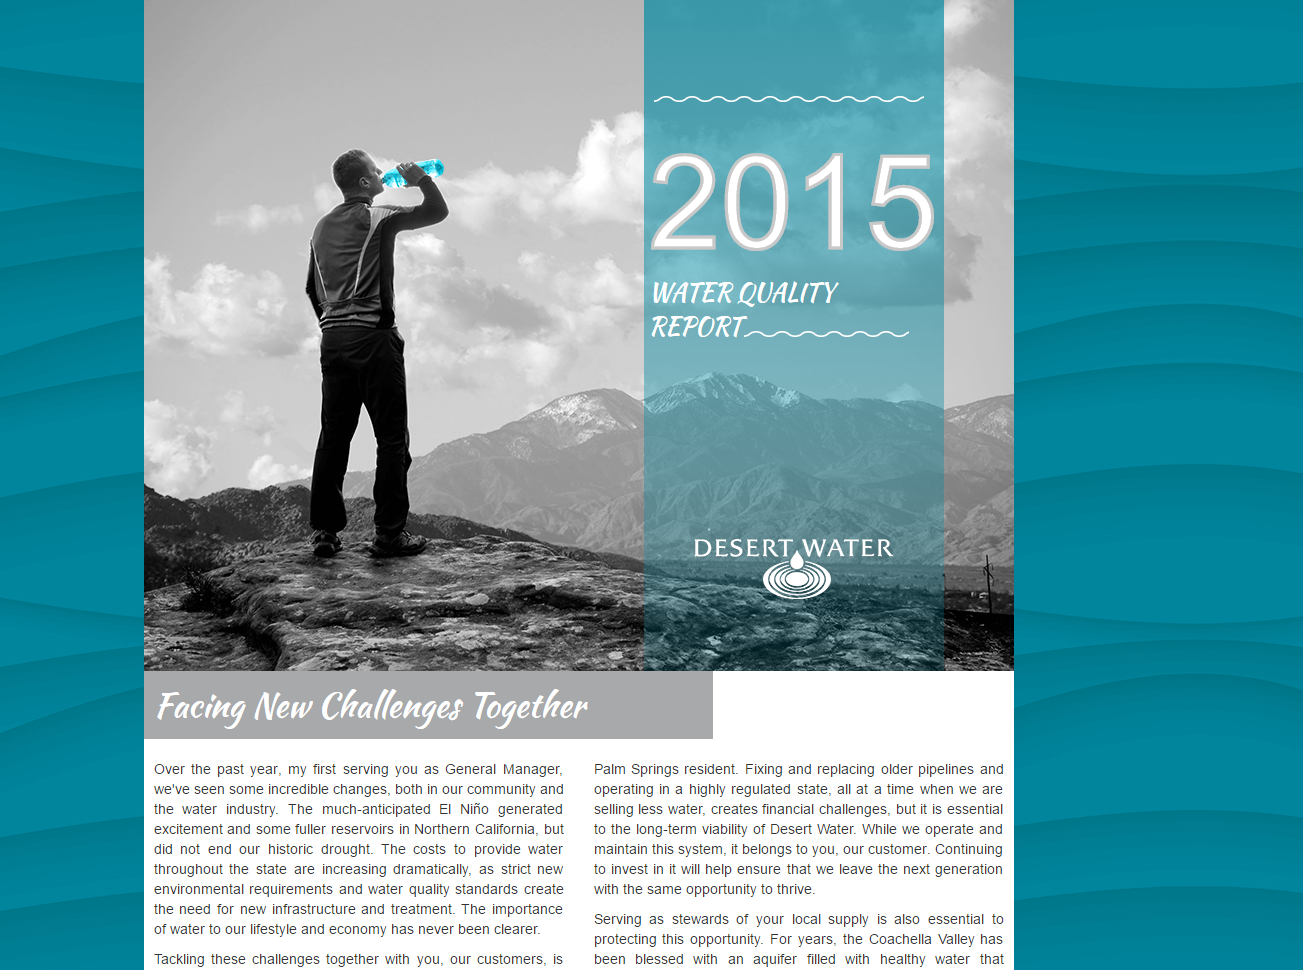 2015
WATER QUALITY
REPORT
DESERT WATER
Facing New Challenges Together
Over the past year, my first serving you as General Manager,
we've seen some incredible changes, both in our community and
the water industry. The much-anticipated El Niño generated
excitement and some fuller reservoirs in Northern California, but
did not end our historic drought. The costs to provide water
throughout the state are increasing dramatically, as strict new
environmental requirements and water quality standards create
the need for new infrastructure and treatment. The importance
of water to our lifestyle and economy has never been clearer.
Tackling these challenges together with you, our customers, is
Palm Springs resident. Fixing and replacing older pipelines and
operating in a highly regulated state, all at a time when we are
selling less water, creates financial challenges, but it is essential
to the long-term viability of Desert Water. While we operate and
maintain this system, it belongs to you, our customer. Continuing
to invest in it will help ensure that we leave the next generation
with the same opportunity to thrive.
Serving as stewards of your local supply is also essential to
protecting this opportunity. For years, the Coachella Valley has
been blessed with an aquifer filled with healthy water that